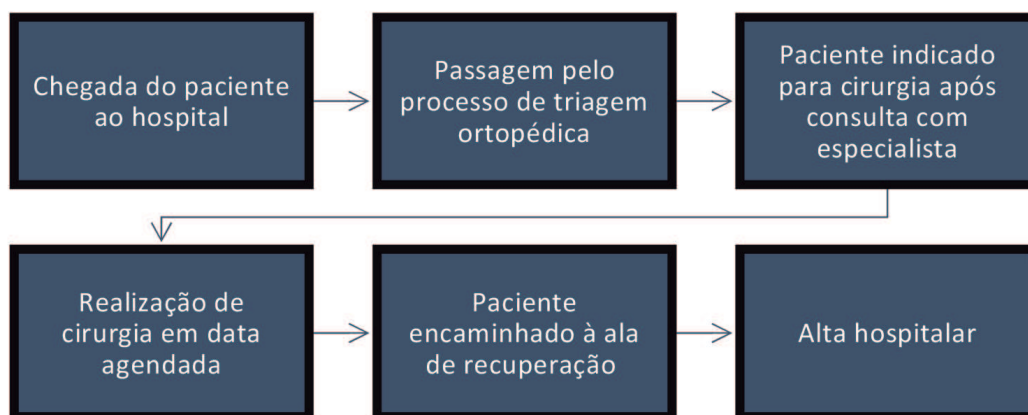 Chegada do paciente
ao hospital
Passagem pelo
processo de triagem
ortopédica
Paciente indicado
para cirurgia após
consulta com
especialista
Realização de
cirurgia em data
agendada
Paciente
encaminhado à ala
de recuperação
Alta hospitalar